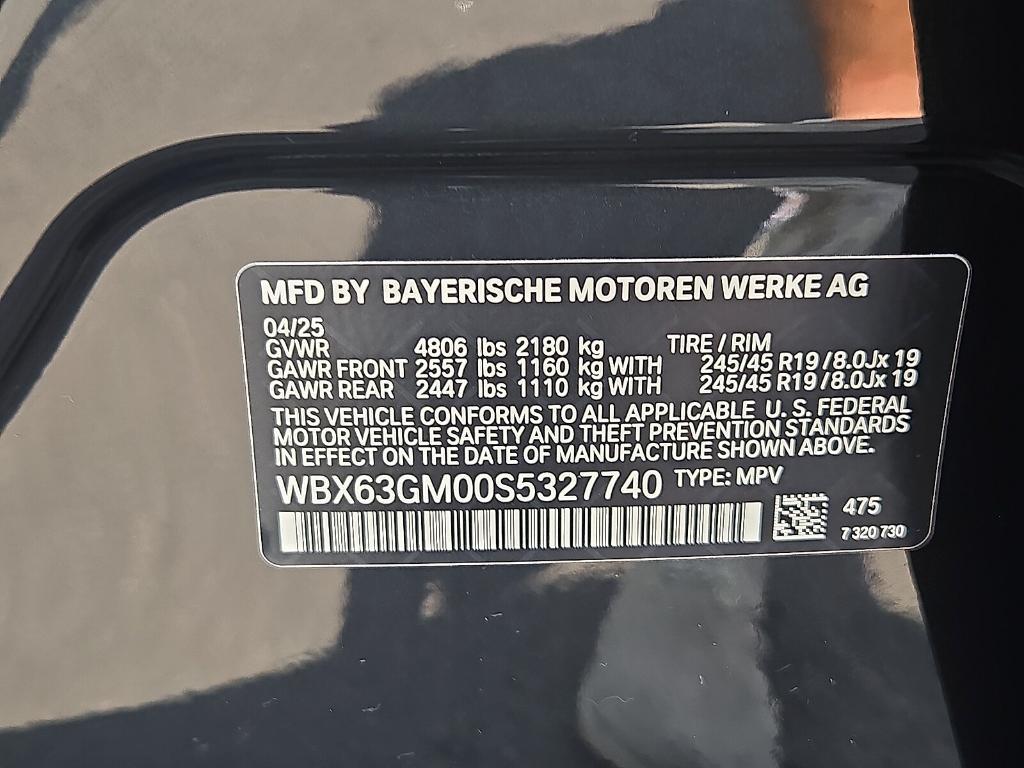 MFD BY BAYERISCHE MOTOREN WERKE AG
04/25
GVWR 4806 lbs 2180 kg TIRE / RIM
GAWR FRONT 2557 lbs 1160 kg WITH 245/45 R19 / 8.0Jx 19
GAWR REAR 2447 lbs 1110 kg WITH 245/45 R19 / 8.0Jx 19
THIS VEHICLE CONFORMS TO ALL APPLICABLE U. S. FEDERAL
MOTOR VEHICLE SAFETY AND THEFT PREVENTION STANDARDS
IN EFFECT ON THE DATE OF MANUFACTURE SHOWN ABOVE.
WBX63GM00S5327740 TYPE: MPV
475
7 320 730